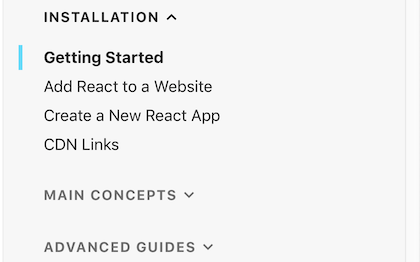 INSTALLATION
Getting Started
Add React to a Website
Create a New React App
CDN Links
MAIN CONCEPTS
ADVANCED GUIDES